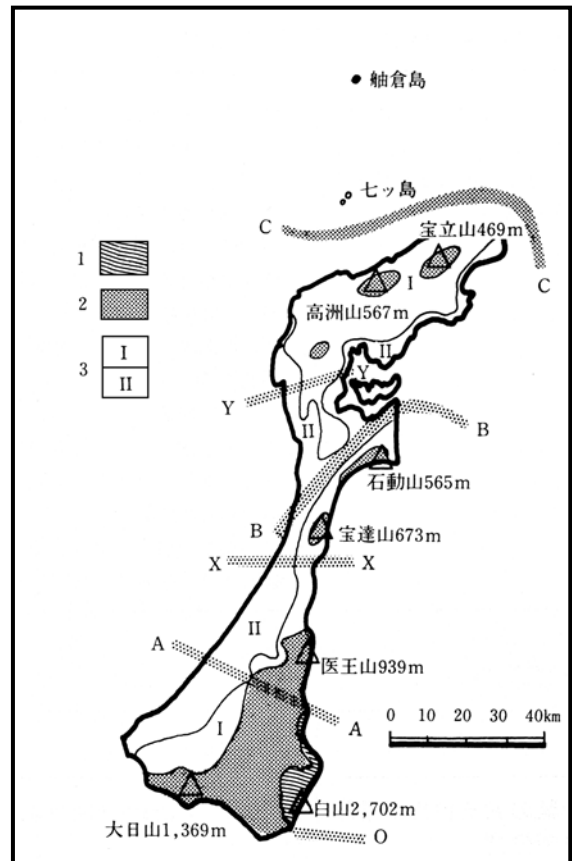 舳倉島
七ッ島
C
宝立山469m
1
I
C
2
高洲山567m
3
I
II
II
Y
Y
II
B
石動山565m
B
宝達山673m
X
X
II
A
医王山939m
0 10 20 30 40km
A
I
白山2,702m
大日山1,369m
O